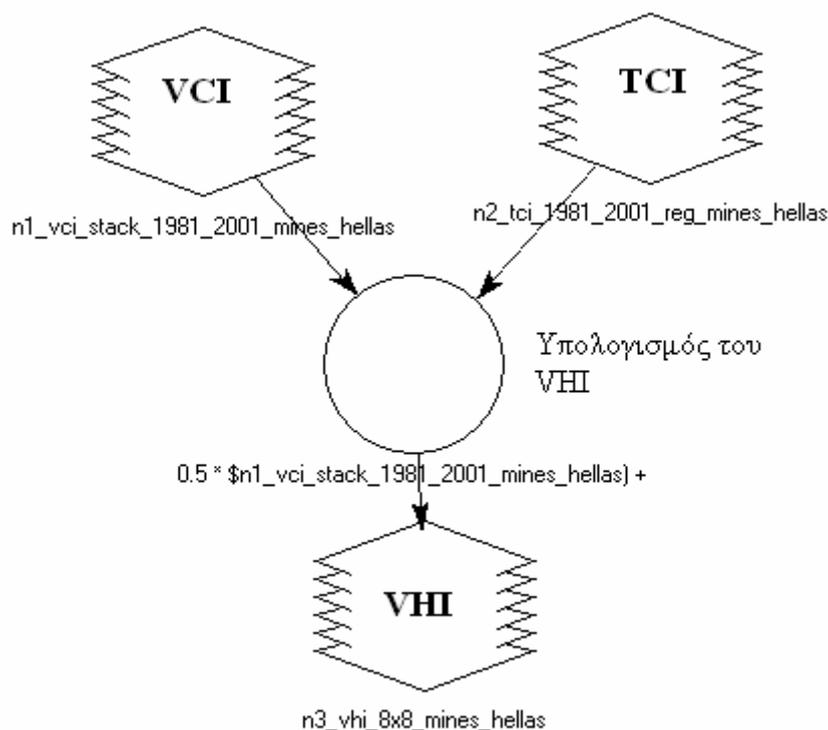 VCI
TCI
n1_vci_stack_1981_2001_mines_hellas
n2_tci_1981_2001_reg_mines_hellas
Υπολογισμός του
VHI
0.5 * $n1_vci_stack_1981_2001_mines_hellas) +
VHI
n3_vhi_8x8_mines_hellas